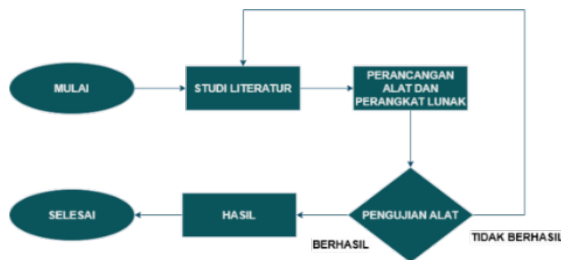 MULAI
STUDI LITERATUR
PERANCANGAN
ALAT DAN
PERANGKAT LUNAK
SELESAI
HASIL
PENGUJIAN ALAT
BERHASIL
TIDAK BERHASIL